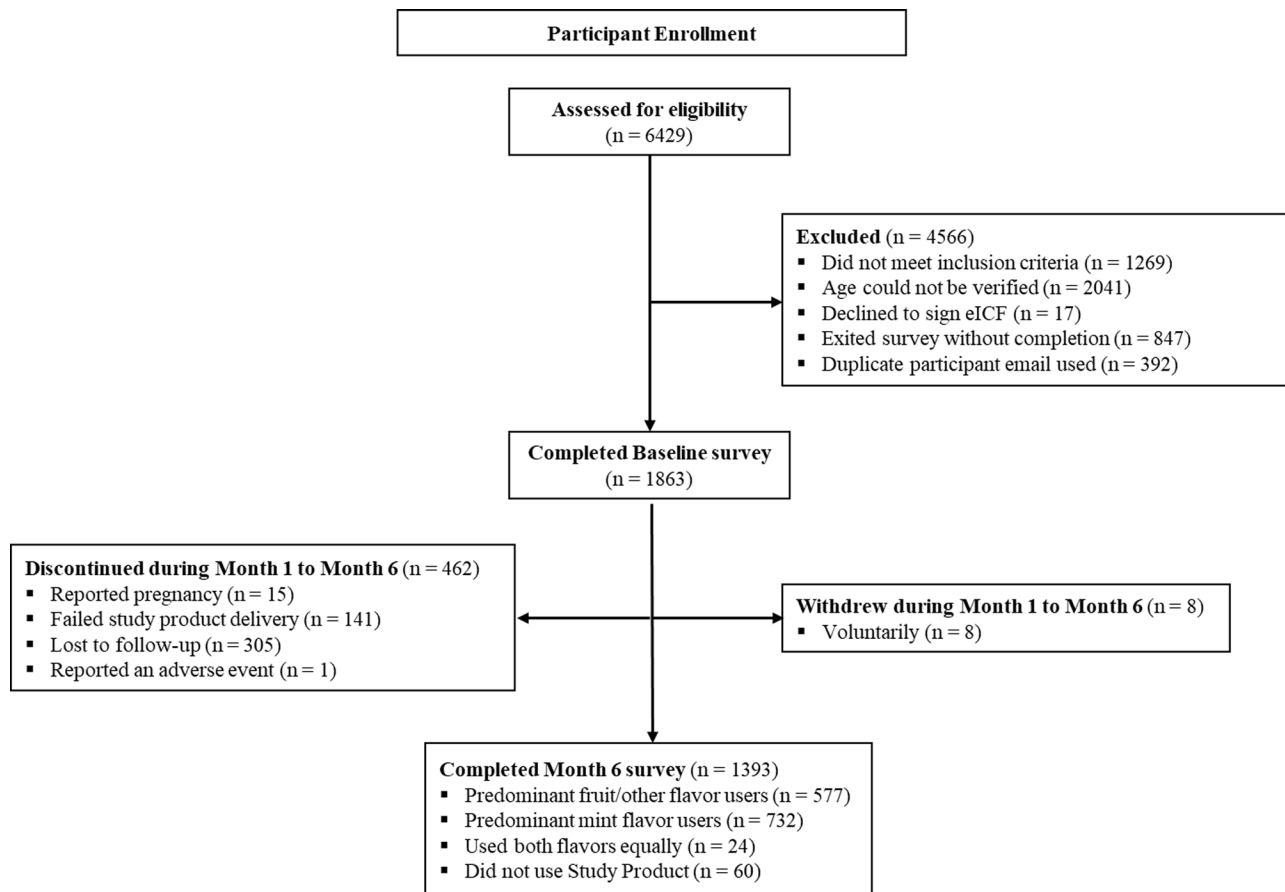 Participant Enrollment
Assessed for eligibility
(n = 6429)
Excluded (n = 4566)
▪ Did not meet inclusion criteria (n = 1269)
▪ Age could not be verified (n = 2041)
▪ Declined to sign eICF (n = 17)
▪ Exited survey without completion (n = 847)
▪ Duplicate participant email used (n = 392)
Completed Baseline survey
(n = 1863)
Discontinued during Month 1 to Month 6 (n = 462)
▪ Reported pregnancy (n = 15)
▪ Failed study product delivery (n = 141)
▪ Lost to follow-up (n = 305)
▪ Reported an adverse event (n = 1)
Withdrew during Month 1 to Month 6 (n = 8)
▪ Voluntarily (n = 8)
Completed Month 6 survey (n = 1393)
▪ Predominant fruit/other flavor users (n = 577)
▪ Predominant mint flavor users (n = 732)
▪ Used both flavors equally (n = 24)
▪ Did not use Study Product (n = 60)